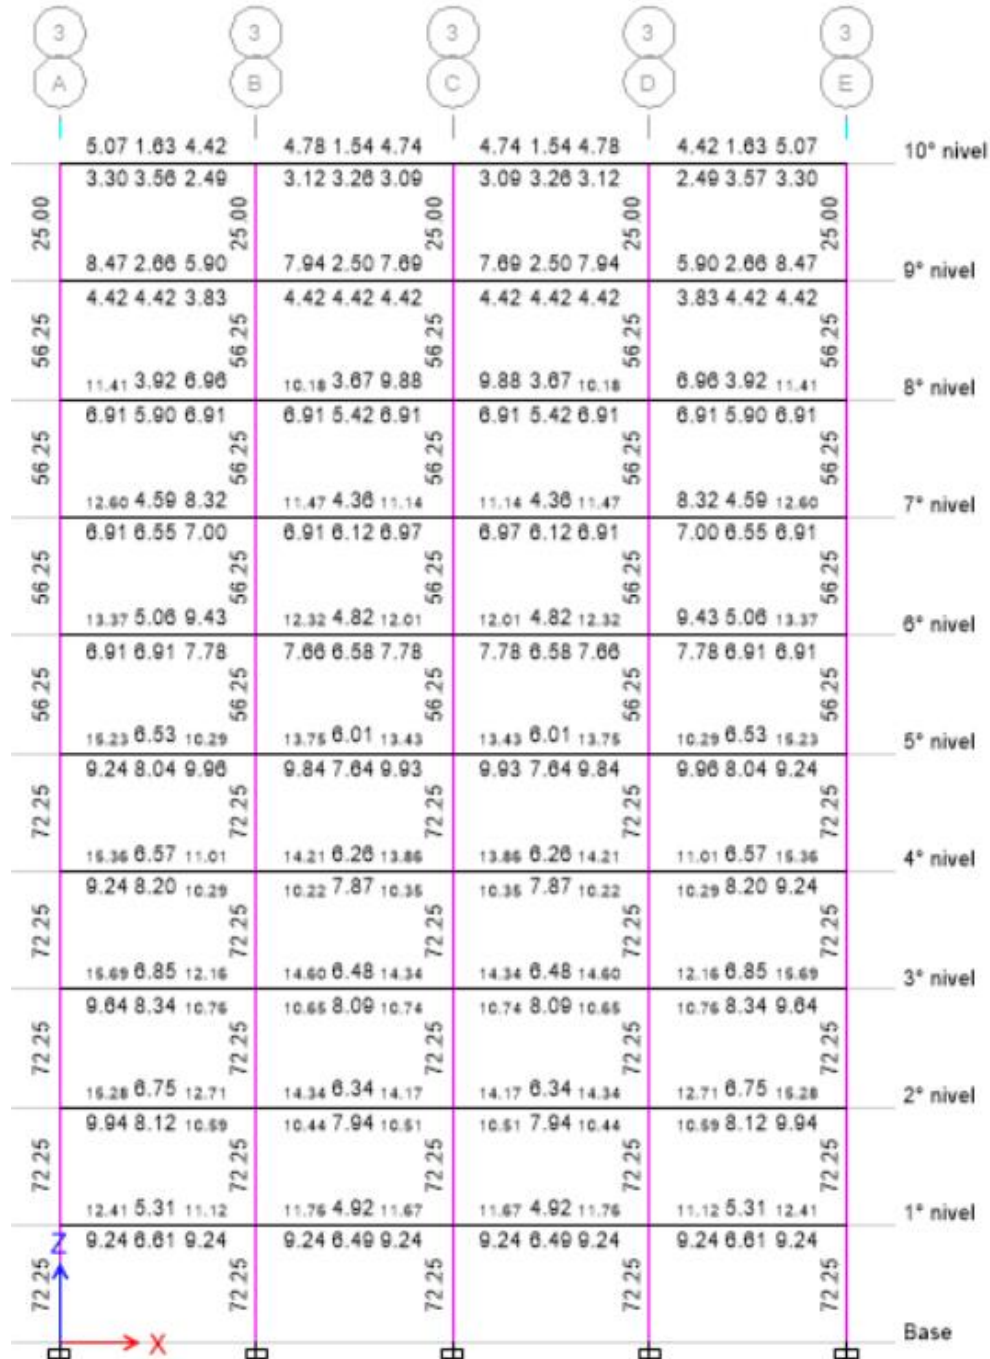 3 3 3 3 3
A B C D E
5.07 1.63 4.42 4.78 1.54 4.74 4.74 1.54 4.78 4.42 1.63 5.07 10° nivel
3.30 3.56 2.49 3.12 3.26 3.09 3.09 3.26 3.12 2.49 3.57 3.30
25.00 25.00 25.00 25.00 25.00
8.47 2.66 5.90 7.94 2.50 7.69 7.69 2.50 7.94 5.90 2.66 8.47 9° nivel
4.42 4.42 3.83 4.42 4.42 4.42 4.42 4.42 4.42 3.83 4.42 4.42
56.25 56.25 56.25 56.25 56.25
11.41 3.92 6.96 10.18 3.67 9.88 9.88 3.67 10.18 6.96 3.92 11.41 8° nivel
6.91 5.90 6.91 6.91 5.42 6.91 6.91 5.42 6.91 6.91 5.90 6.91
56.25 56.25 56.25 56.25 56.25
12.60 4.59 8.32 11.47 4.36 11.14 11.14 4.36 11.47 8.32 4.59 12.60 7° nivel
6.91 6.55 7.00 6.91 6.12 6.97 6.97 6.12 6.91 7.00 6.55 6.91
56.25 56.25 56.25 56.25 56.25
13.37 5.06 9.43 12.32 4.82 12.01 12.01 4.82 12.32 9.43 5.06 13.37 6° nivel
6.91 6.91 7.78 7.66 6.58 7.78 7.78 6.58 7.66 7.78 6.91 6.91
56.25 56.25 56.25 56.25 56.25
15.23 6.53 10.29 13.75 6.01 13.43 13.43 6.01 13.75 10.29 6.53 15.23 5° nivel
9.24 8.04 9.96 9.84 7.64 9.93 9.93 7.64 9.84 9.96 8.04 9.24
72.25 72.25 72.25 72.25 72.25
15.36 6.57 11.01 14.21 6.26 13.86 13.86 6.26 14.21 11.01 6.57 15.36 4° nivel
9.24 8.20 10.29 10.22 7.87 10.35 10.35 7.87 10.22 10.29 8.20 9.24
72.25 72.25 72.25 72.25 72.25
15.69 6.85 12.16 14.60 6.48 14.34 14.34 6.48 14.60 12.16 6.85 15.69 3° nivel
9.64 8.34 10.76 10.65 8.09 10.74 10.74 8.09 10.65 10.76 8.34 9.64
72.25 72.25 72.25 72.25 72.25
15.28 6.75 12.71 14.34 6.34 14.17 14.17 6.34 14.34 12.71 6.75 15.28 2° nivel
9.94 8.12 10.59 10.44 7.94 10.51 10.51 7.94 10.44 10.59 8.12 9.94
72.25 72.25 72.25 72.25 72.25
12.41 5.31 11.12 11.76 4.92 11.67 11.67 4.92 11.76 11.12 5.31 12.41 1° nivel
9.24 6.61 9.24 9.24 6.49 9.24 9.24 6.49 9.24 9.24 6.61 9.24
Z
72.25 72.25 72.25 72.25 72.25
X Base